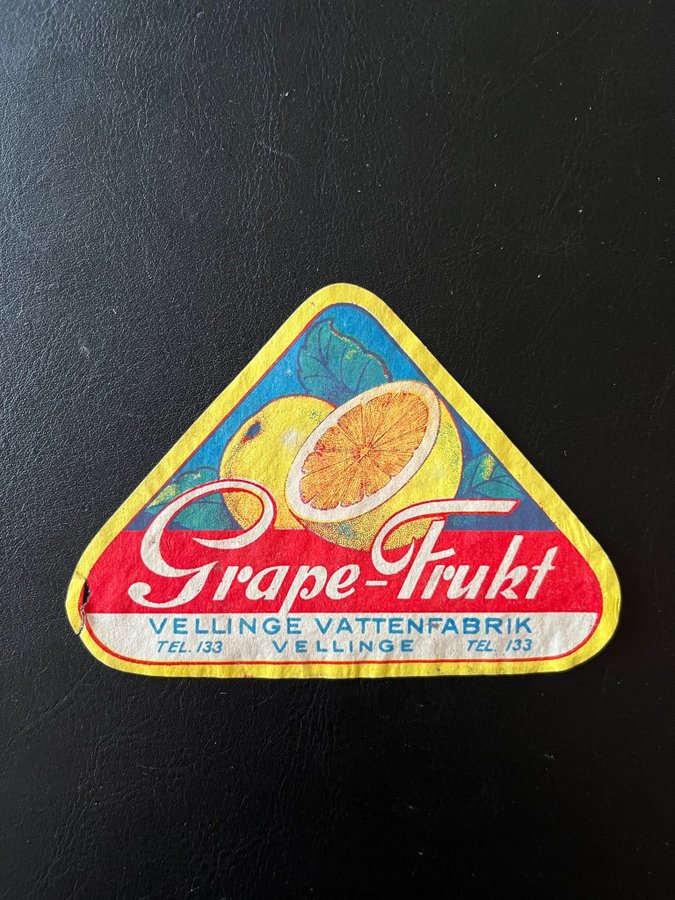 Grape-Frukt
VELLINGE VATTENFABRIK
TEL. 133 VELLINGE TEL. 133